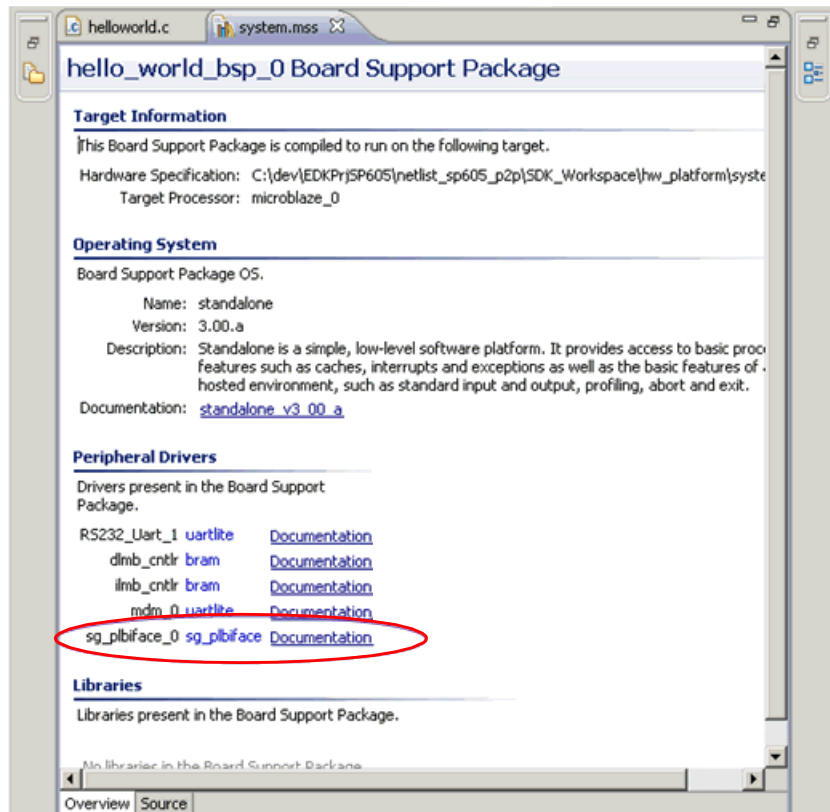 helloworld.c system.mss
hello_world_bsp_0 Board Support Package
Target Information
This Board Support Package is compiled to run on the following target.
Hardware Specification: C:\dev\EDKPrjSP605\netlist_sp605_p2p\SDK_Workspace\hw_platform\syste
Target Processor: microblaze_0
Operating System
Board Support Package OS.
Name: standalone
Version: 3.00.a
Description: Standalone is a simple, low-level software platform. It provides access to basic proc
features such as caches, interrupts and exceptions as well as the basic features of
hosted environment, such as standard input and output, profiling, abort and exit.
Documentation: standalone_v3_00_a
Peripheral Drivers
Drivers present in the Board Support
Package.
RS232_Uart_1 uartlite Documentation
dlmb_cntlr bram Documentation
ilmb_cntlr bram Documentation
mdm_0 uartlite Documentation
sg_plbiface_0 sg_plbiface Documentation
Libraries
Libraries present in the Board Support Package.
No libraries in the Board Support Package
Overview Source